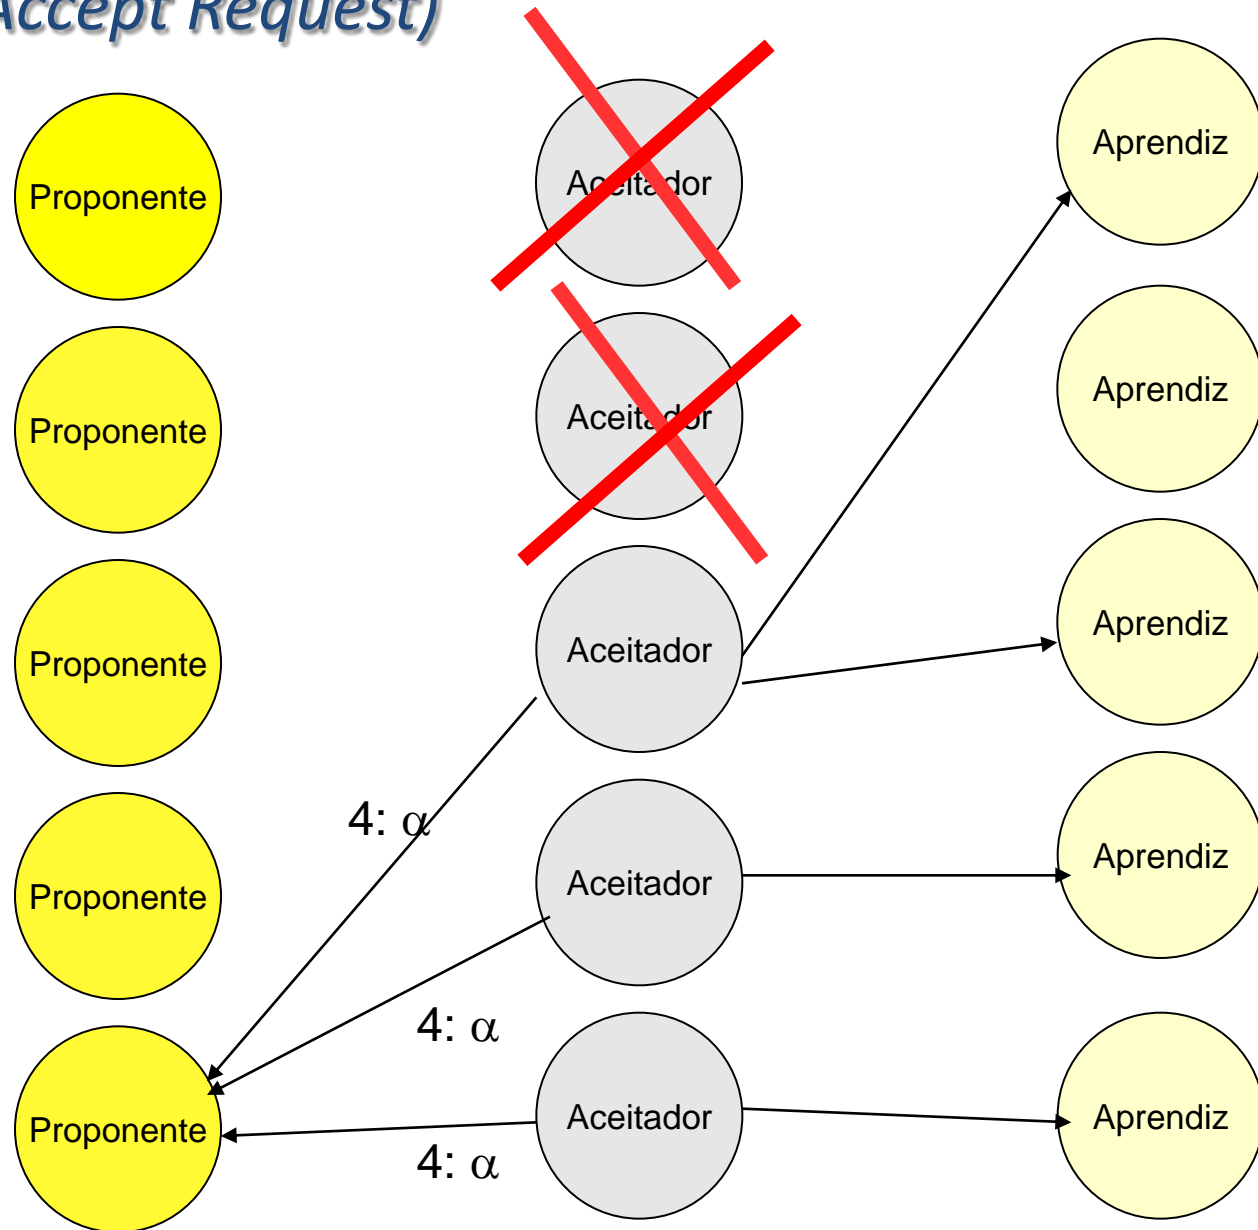 Accept Request)
Proponente
Aceitador
Aprendiz
Proponente
Aceitador
Aprendiz
Proponente
Aceitador
Aprendiz
4: α
Proponente
Aceitador
Aprendiz
4: α
Proponente
Aceitador
Aprendiz
4: α